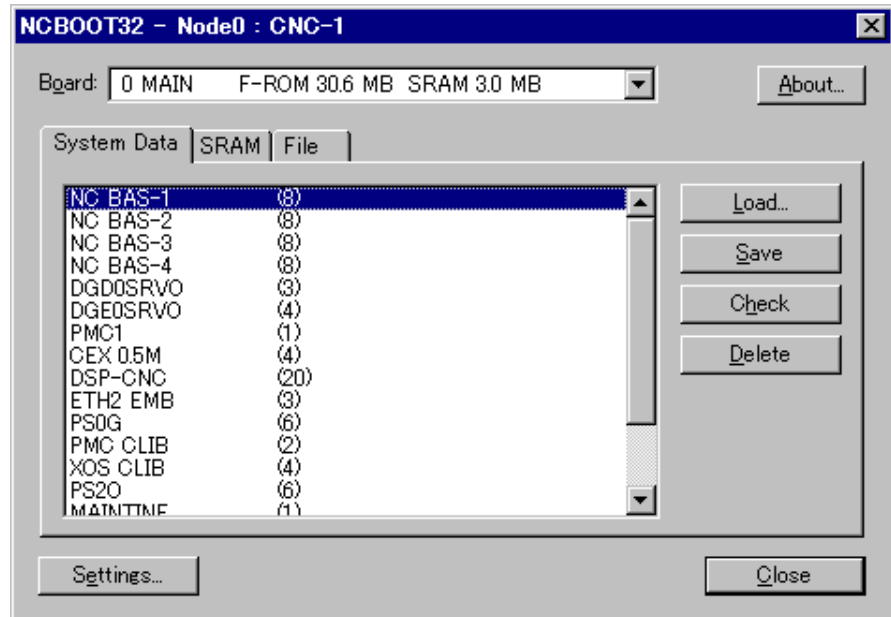 NCBOOT32 - Node0 : CNC-1
Board: 0 MAIN F-ROM 30.6 MB SRAM 3.0 MB
About...
System Data SRAM File
NC BAS-1 (8)
NC BAS-2 (8)
NC BAS-3 (8)
NC BAS-4 (8)
DGD0SRVO (3)
DGE0SRVO (4)
PMC1 (1)
CEX 0.5M (4)
DSP-CNC (20)
ETH2 EMB (3)
PS0G (6)
PMC CLIB (2)
XOS CLIB (4)
PS2O (6)
MAINTINF (1)
Load...
Save
Check
Delete
Settings...
Close